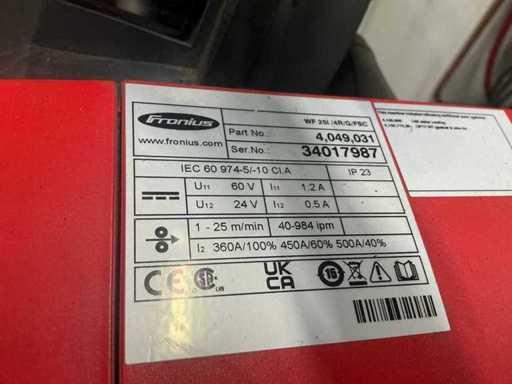 Fronius
www.fronius.com
WF 25i /4R/G/FSC
Part No.: 4,049,031
Ser.No.: 34017987
IEC 60 974-5/-10 Cl.A IP 23
U11 60 V I11 1,2 A
U12 24 V I12 0.5 A
1 - 25 m/min 40-984 ipm
I2 360A/100% 450A/60% 500A/40%
CE UK
CA
16